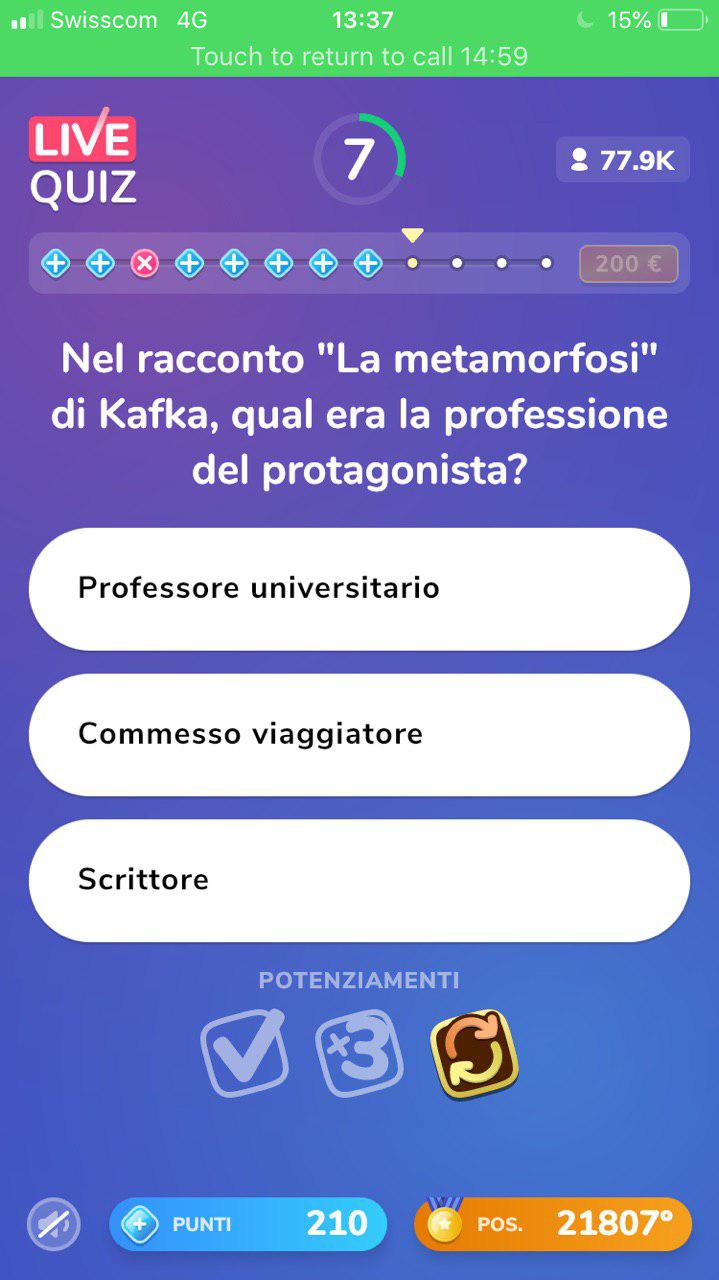 Swisscom 4G 13:37 15%
Touch to return to call 14:59
LIVE
QUIZ
7
77.9K
200 €
Nel racconto "La metamorfosi"
di Kafka, qual era la professione
del protagonista?
Professore universitario
Commesso viaggiatore
Scrittore
POTENZIAMENTI
×3
PUNTI 210
POS. 21807º